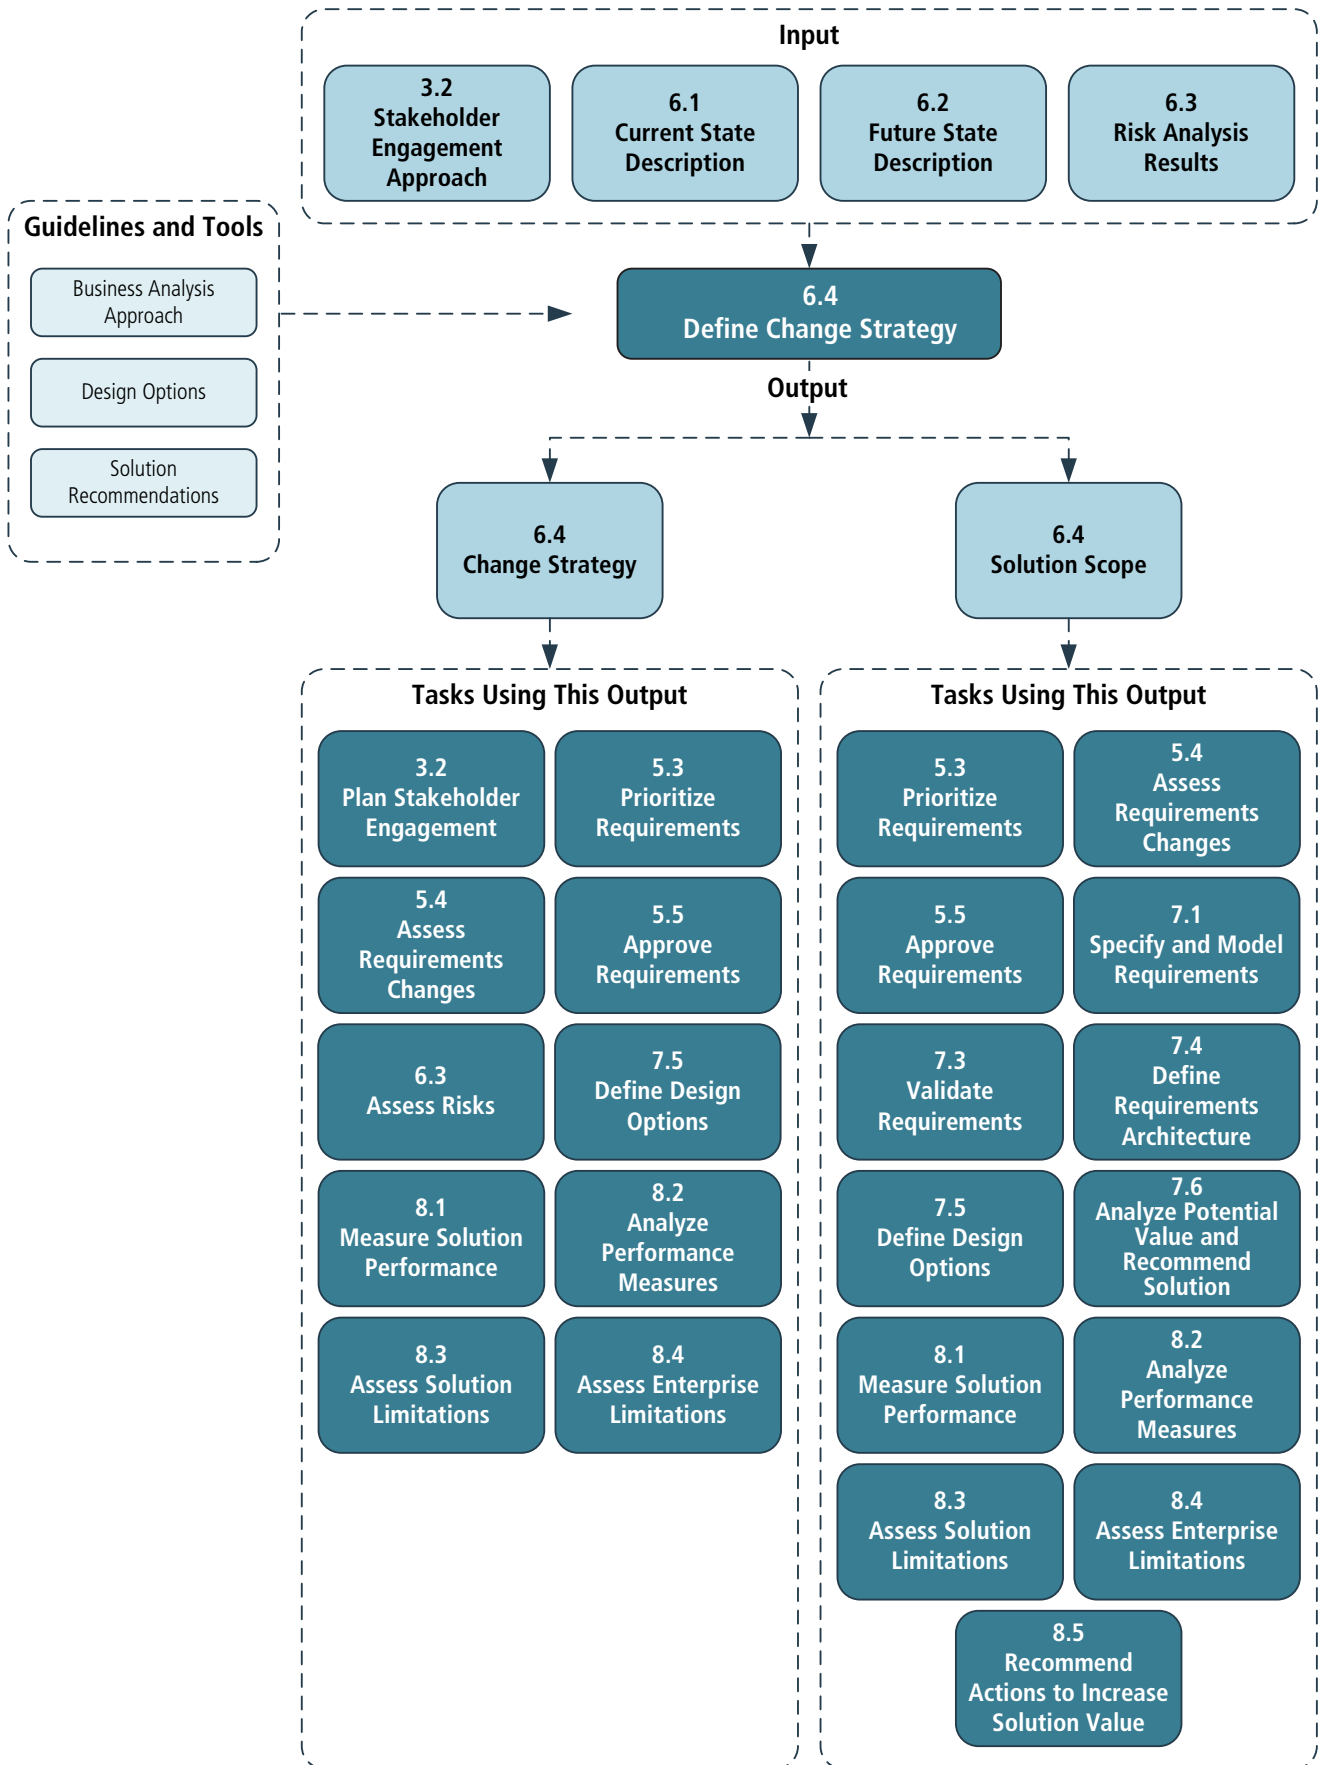 Input
3.2
Stakeholder
Engagement
Approach
6.1
Current State
Description
6.2
Future State
Description
6.3
Risk Analysis
Results
Guidelines and Tools
Business Analysis
Approach
Design Options
Solution
Recommendations
6.4
Define Change Strategy
Output
6.4
Change Strategy
6.4
Solution Scope
Tasks Using This Output
3.2
Plan Stakeholder
Engagement
5.3
Prioritize
Requirements
5.4
Assess
Requirements
Changes
5.5
Approve
Requirements
6.3
Assess Risks
7.5
Define Design
Options
8.1
Measure Solution
Performance
8.2
Analyze
Performance
Measures
8.3
Assess Solution
Limitations
8.4
Assess Enterprise
Limitations
Tasks Using This Output
5.3
Prioritize
Requirements
5.4
Assess
Requirements
Changes
5.5
Approve
Requirements
7.1
Specify and Model
Requirements
7.3
Validate
Requirements
7.4
Define
Requirements
Architecture
7.5
Define Design
Options
7.6
Analyze Potential
Value and
Recommend
Solution
8.1
Measure Solution
Performance
8.2
Analyze
Performance
Measures
8.3
Assess Solution
Limitations
8.4
Assess Enterprise
Limitations
8.5
Recommend
Actions to Increase
Solution Value